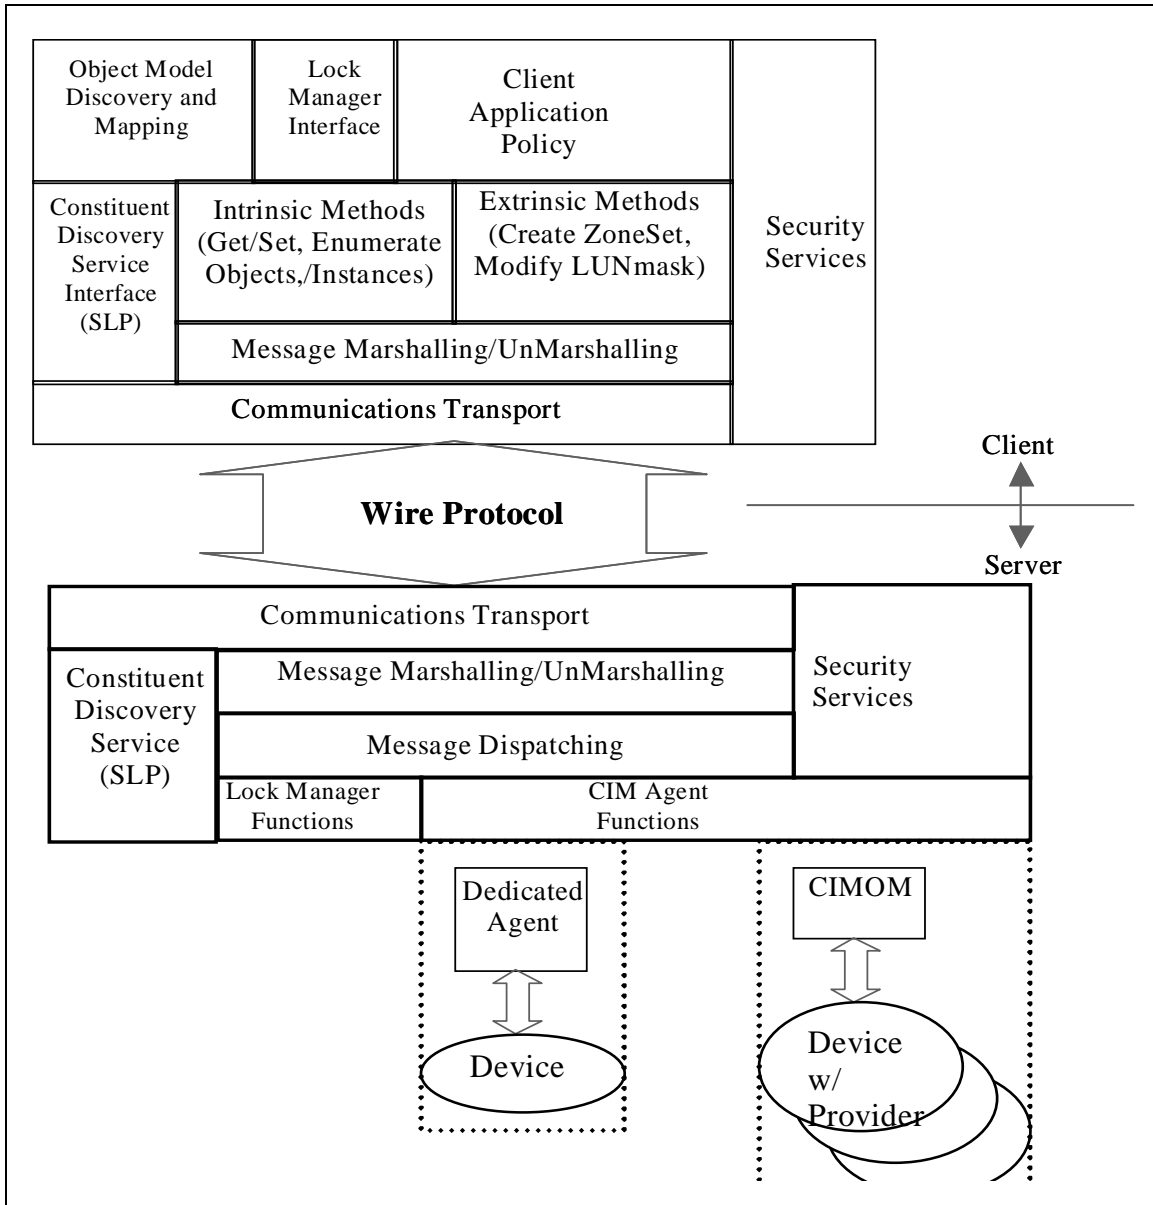 Object Model
Discovery and
Mapping
Lock
Manager
Interface
Client
Application
Policy
Constituent
Discovery
Service
Interface
(SLP)
Intrinsic Methods
(Get/Set, Enumerate
Objects,/Instances)
Extrinsic Methods
(Create ZoneSet,
Modify LUNmask)
Security
Services
Message Marshalling/UnMarshalling
Communications Transport
Wire Protocol
Client
Server
Communications Transport
Constituent
Discovery
Service
(SLP)
Message Marshalling/UnMarshalling
Security
Services
Message Dispatching
Lock Manager
Functions
CIM Agent
Functions
Dedicated
Agent
CIMOM
Device
Device
w/
Provider